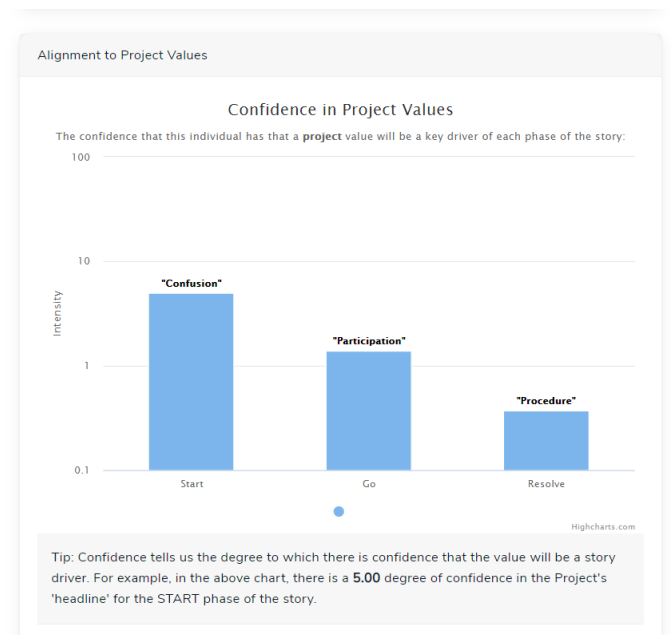 Alignment to Project Values
Confidence in Project Values
The confidence that this individual has that a project value will be a key driver of each phase of the story:
100
10
1
0.1
Intensity
"Confusion"
"Participation"
"Procedure"
Start
Go
Resolve
Highcharts.com
Tip: Confidence tells us the degree to which there is confidence that the value will be a story
driver. For example, in the above chart, there is a 5.00 degree of confidence in the Project's
'headline' for the START phase of the story.